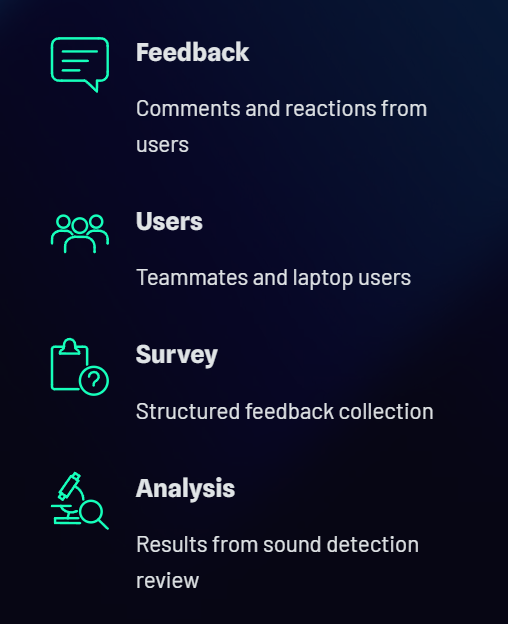 Feedback
Comments and reactions from
users
Users
Teammates and laptop users
Survey
?
Structured feedback collection
Analysis
Results from sound detection
review